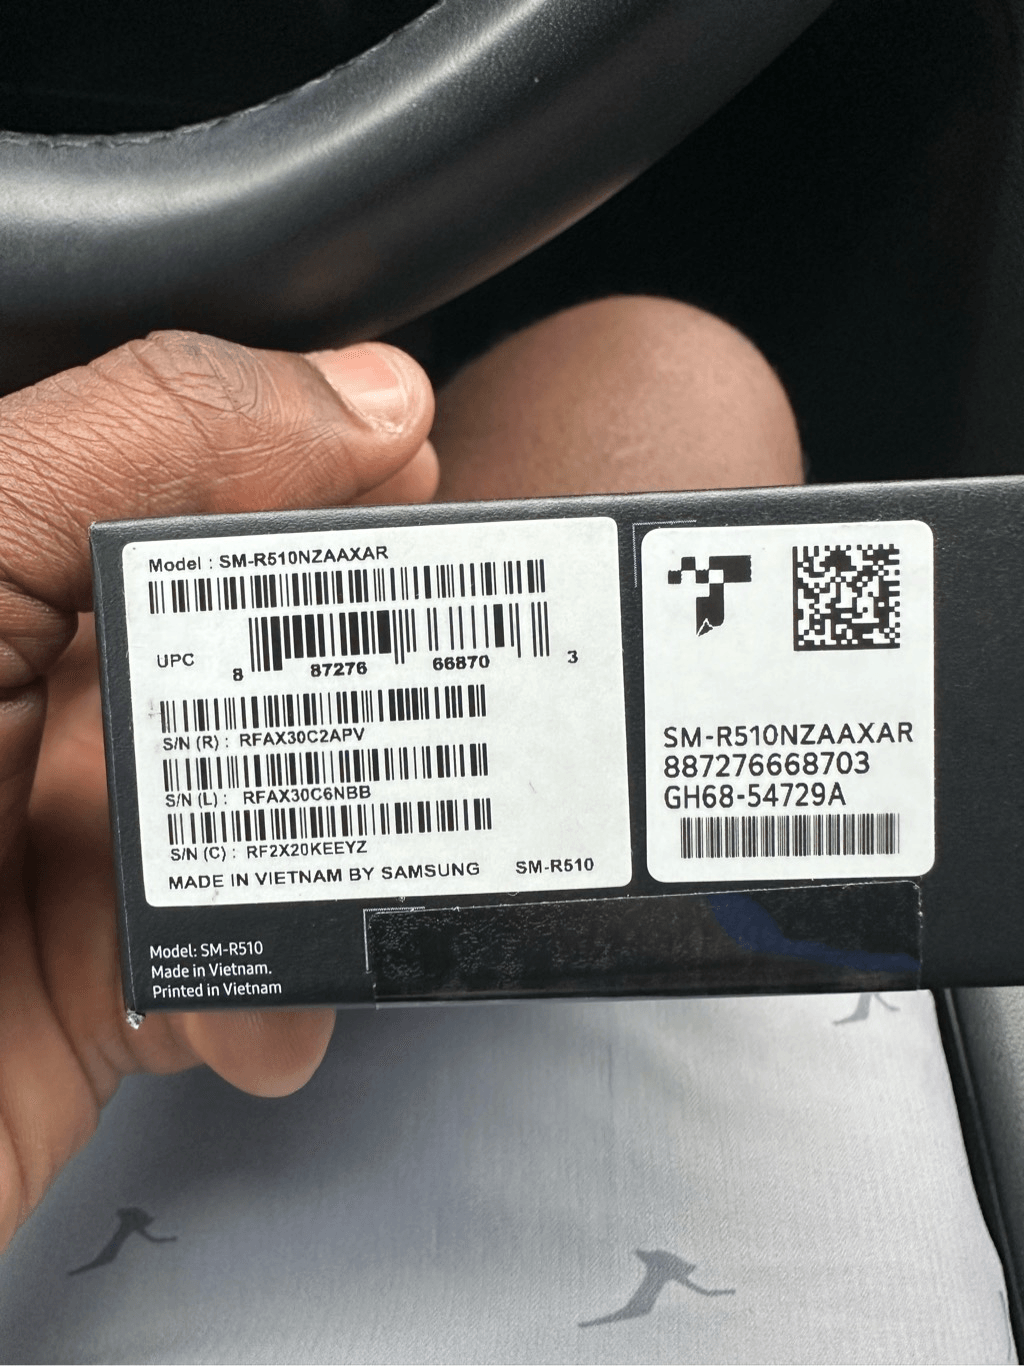 Model : SM-R510NZAAXAR
UPC 8 87276 66870 3
S/N (R) : RFAX30C2APV
S/N (L) : RFAX30C6NBB
S/N (C) : RF2X20KEEYZ
MADE IN VIETNAM BY SAMSUNG SM-R510
SM-R510NZAAXAR
887276668703
GH68-54729A
Model: SM-R510
Made in Vietnam.
Printed in Vietnam